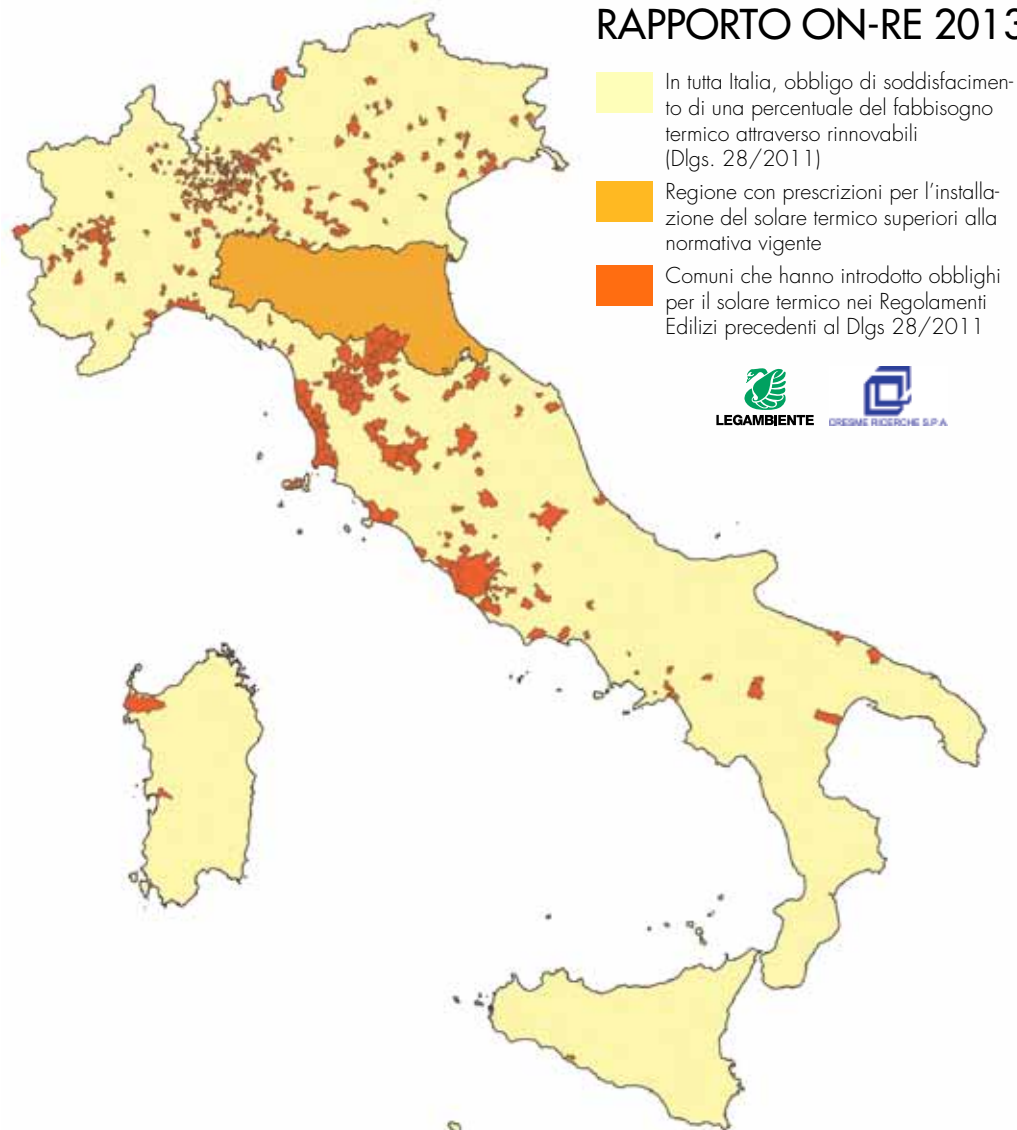 RAPPORTO ON-RE 2013
In tutta Italia, obbligo di soddisfacimen-
to di una percentuale del fabbisogno
termico attraverso rinnovabili
(Dlgs. 28/2011)
Regione con prescrizioni per l'installa-
zione del solare termico superiori alla
normativa vigente
Comuni che hanno introdotto obblighi
per il solare termico nei Regolamenti
Edilizi precedenti al Dlgs 28/2011
LEGAMBIENTE
CRESME RICERCHE S.P.A.